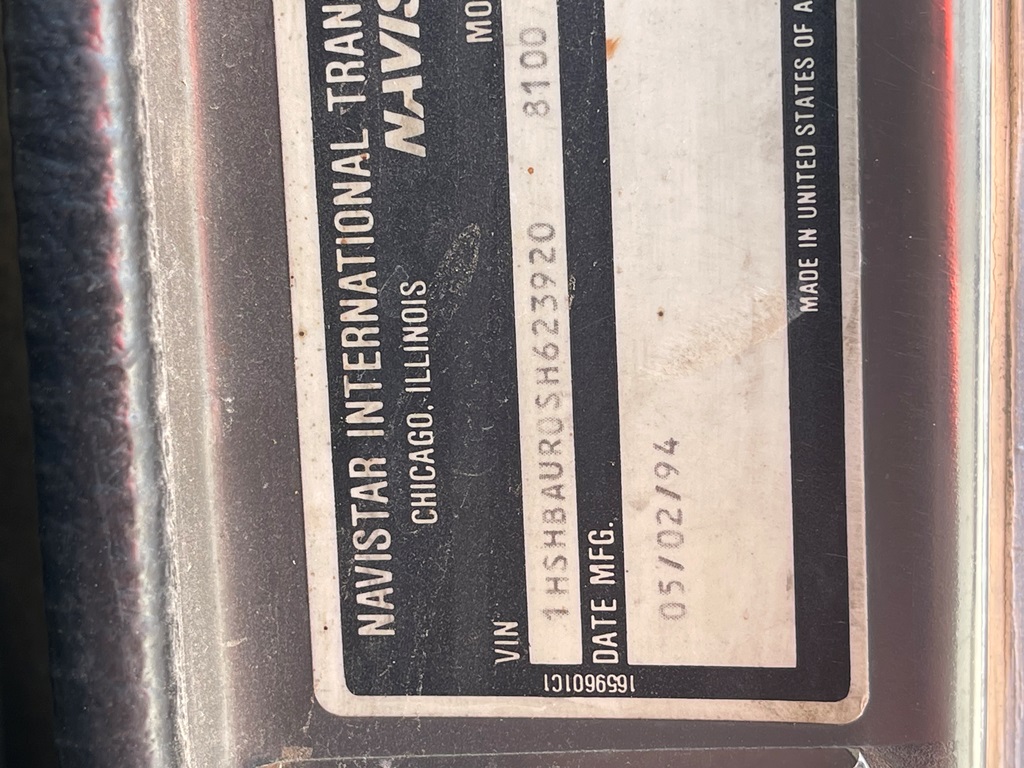 NAVISTAR INTERNATIONAL TRAN
NAVIS
CHICAGO, ILLINOIS
VIN MO
1HSHBAUR0SH623920 8100
DATE MFG.
05/02/94
MADE IN UNITED STATES OF A
1659601C1